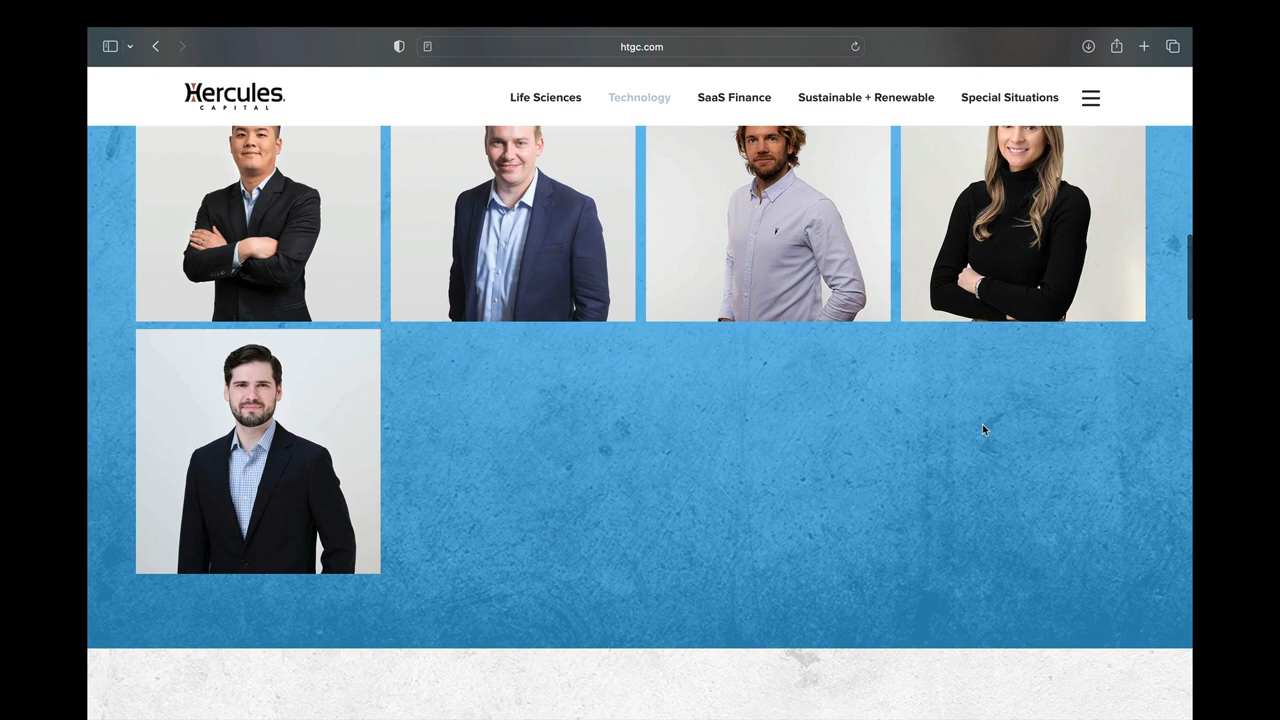 htgc.com
Hercules.
CAPITAL
Life Sciences
Technology
SaaS Finance
Sustainable + Renewable
Special Situations